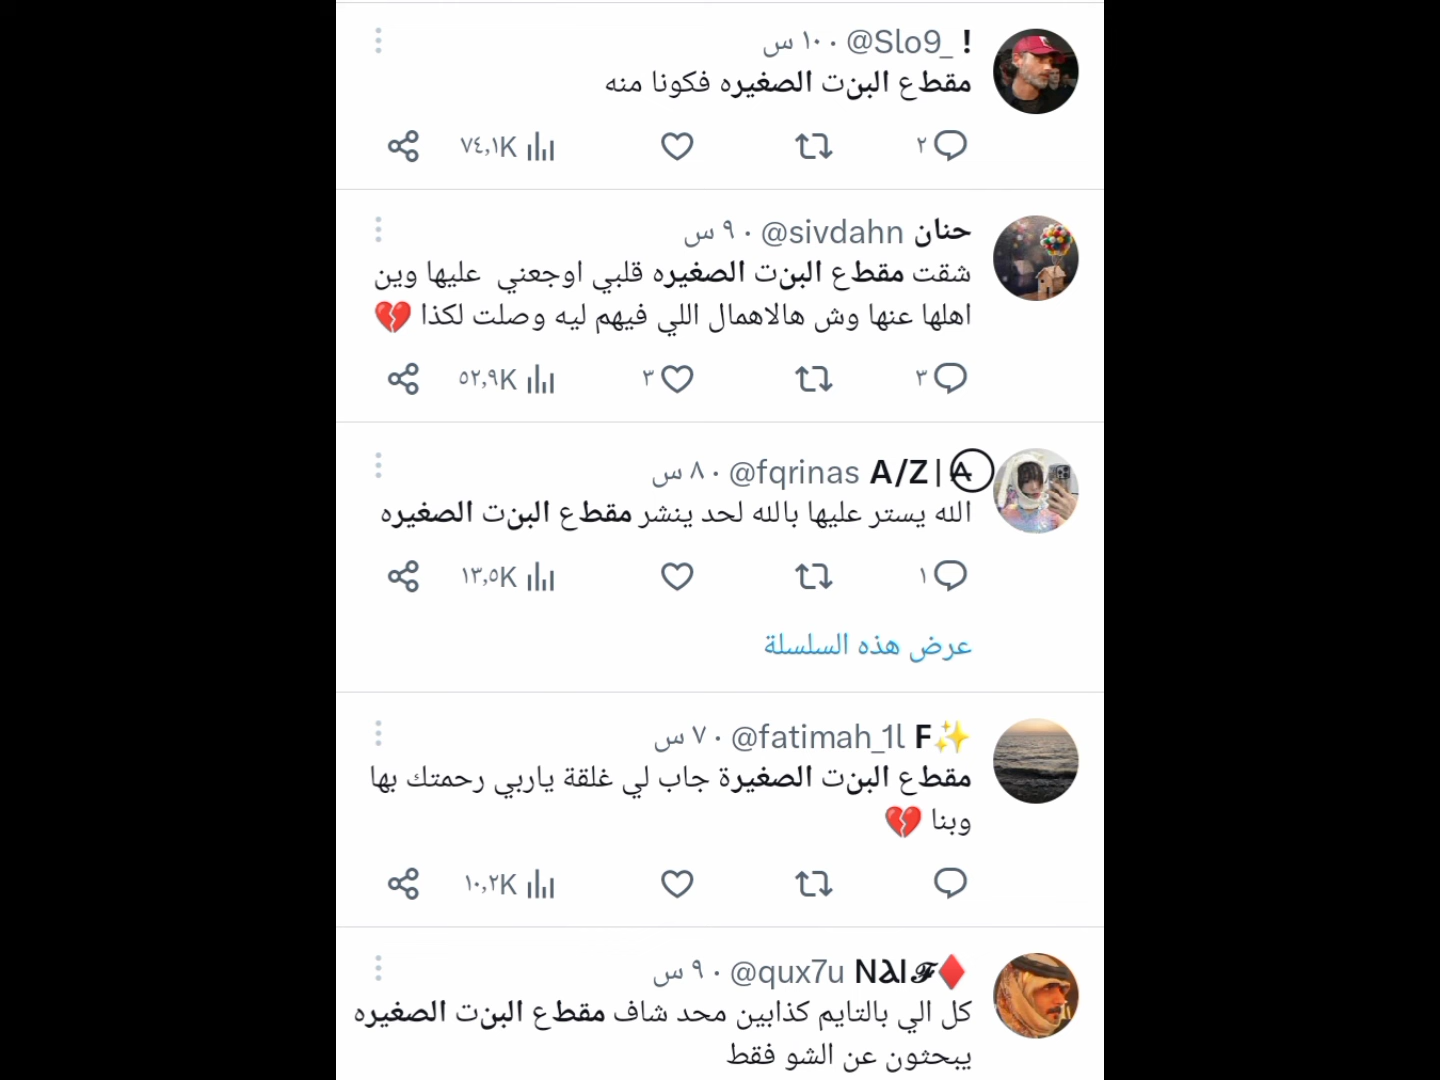 ! @Slo9_ · ١٠ س
مقطع البنت الصغيره فكونا منه
٢ ٧٤,١K
حنان @sivdahn · ٩ س
شقت مقطع البنت الصغيره قلبي اوجعني عليها وين
اهلها عنها وش هالاهمال اللي فيهم ليه وصلت لكذا 💔
٣ ٣ ٥٢,٩K
A/Z | A @fqrinas · ٨ س
الله يستر عليها بالله لحد ينشر مقطع البنت الصغيره
١ ١٣,٥K
عرض هذه السلسلة
F✨ @fatimah_1l · ٧ س
مقطع البنت الصغيرة جاب لي غلقة ياربي رحمتك بها
وبنا 💔
١٠,٢K
@qux7u · ٩ س
كل الي بالتايم كذابين محد شاف مقطع البنت الصغيره
يبحثون عن الشو فقط